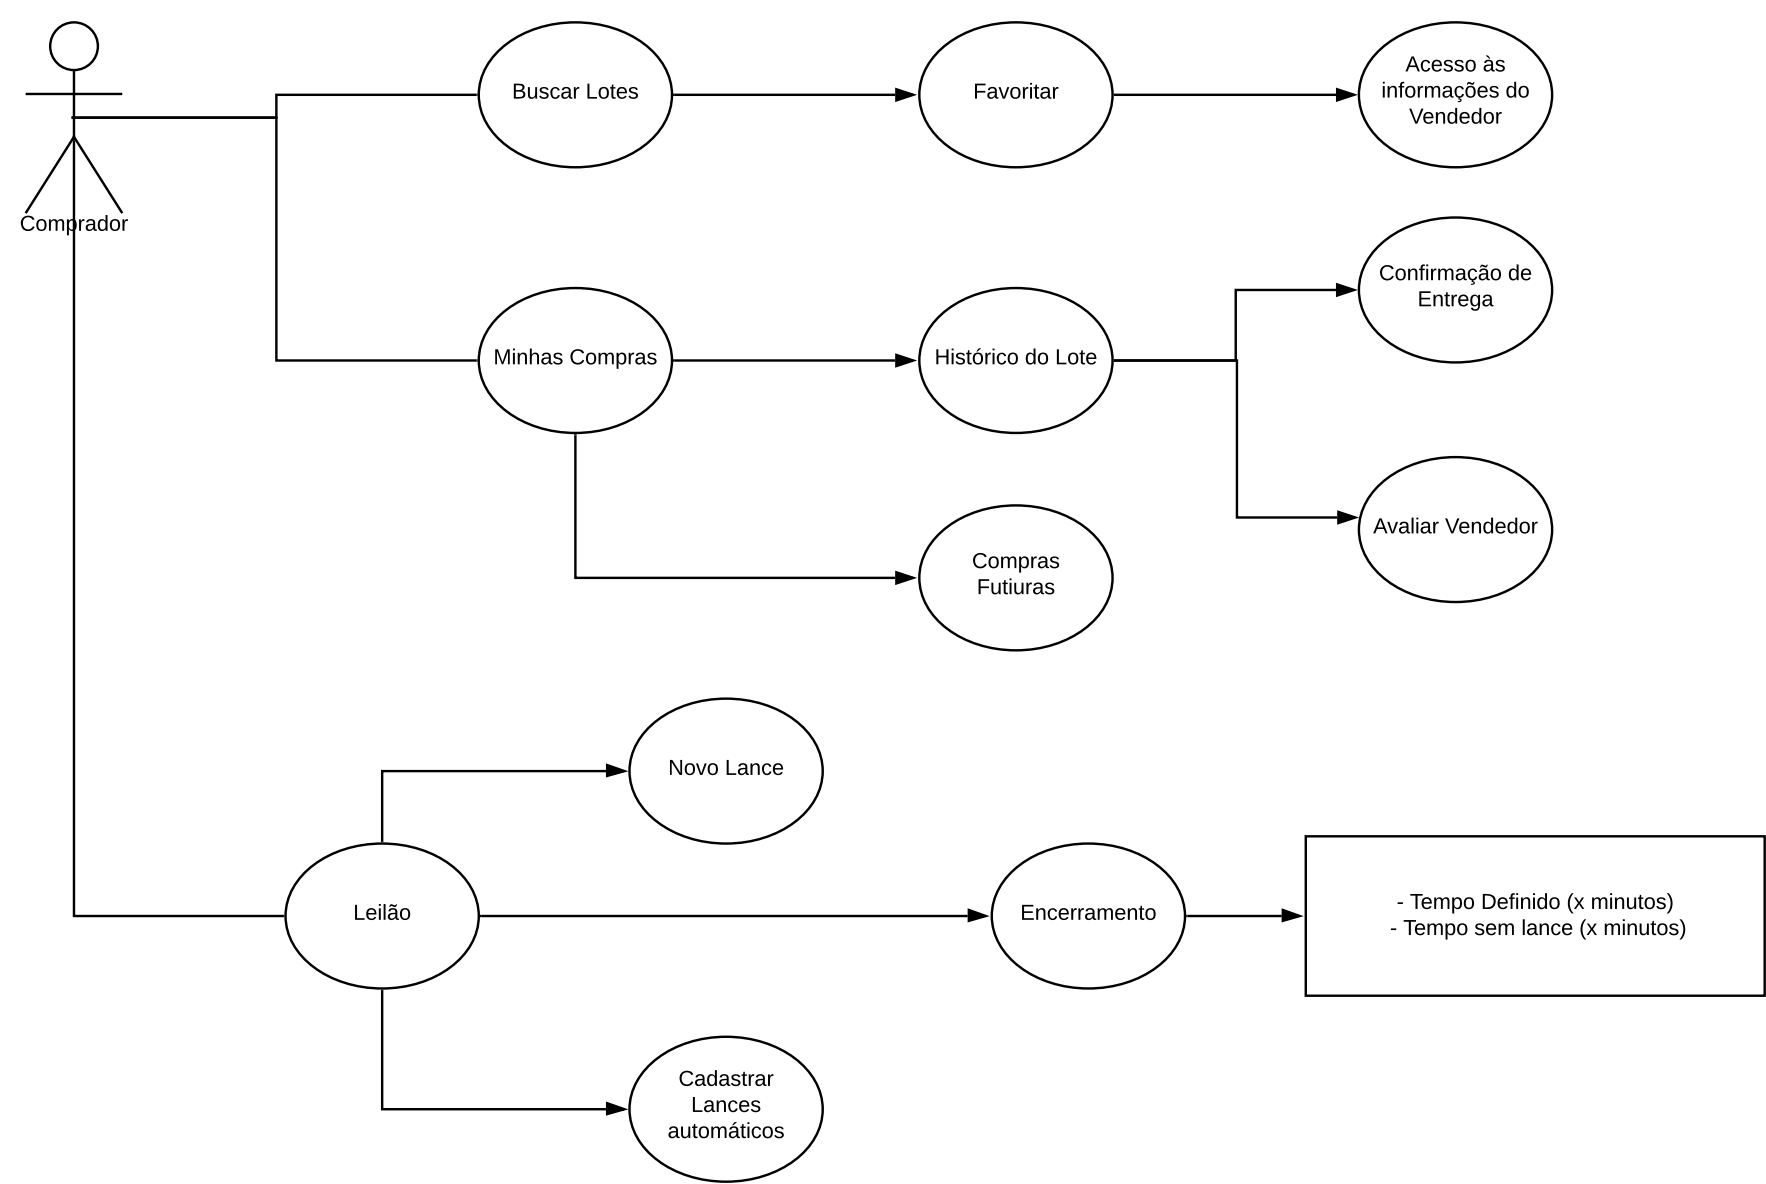 Comprador
Buscar Lotes
Favoritar
Acesso às
informações do
Vendedor
Minhas Compras
Histórico do Lote
Confirmação de
Entrega
Avaliar Vendedor
Compras
Futiuras
Novo Lance
Leilão
Encerramento
- Tempo Definido (x minutos)
- Tempo sem lance (x minutos)
Cadastrar
Lances
automáticos